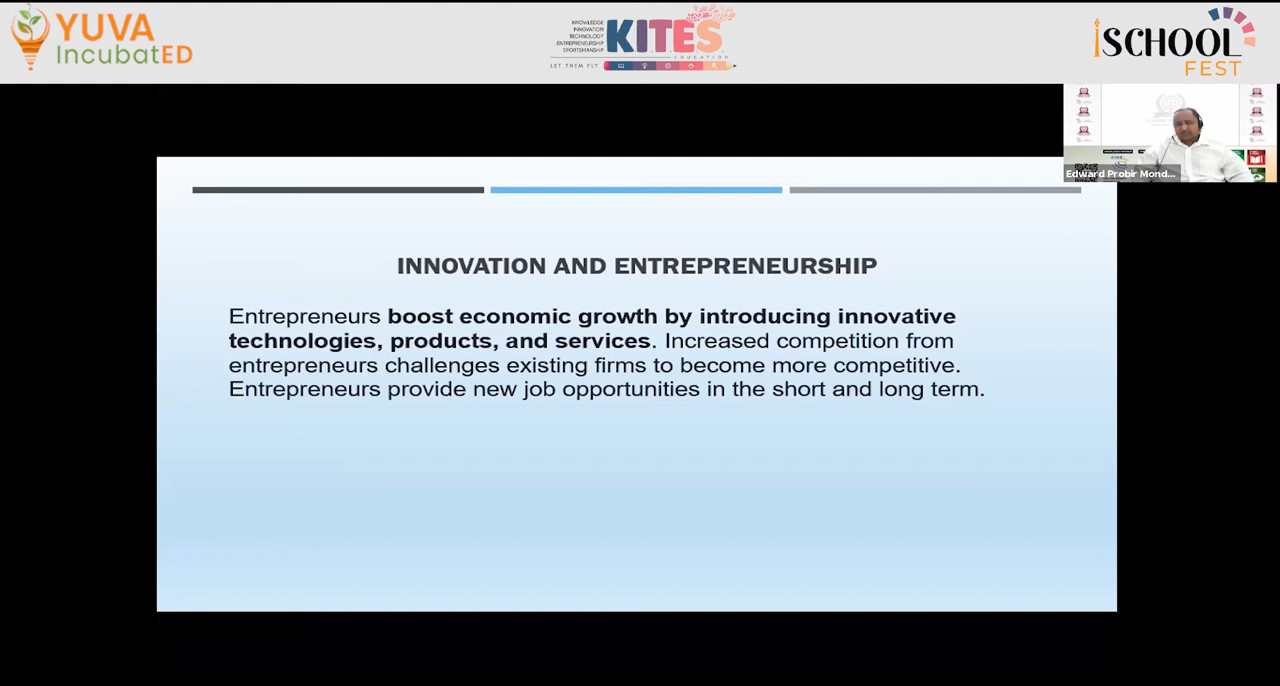 YUVA
IncubatED
KNOWLEDGE
INNOVATION
TECHNOLOGY
ENTREPRENEURSHIP
SPORTSMANSHIP
KITES
EDUCATION
LET THEM FLY
iSCHOOL
FEST
Edward Probir Mond...
INNOVATION AND ENTREPRENEURSHIP
Entrepreneurs boost economic growth by introducing innovative
technologies, products, and services. Increased competition from
entrepreneurs challenges existing firms to become more competitive.
Entrepreneurs provide new job opportunities in the short and long term.